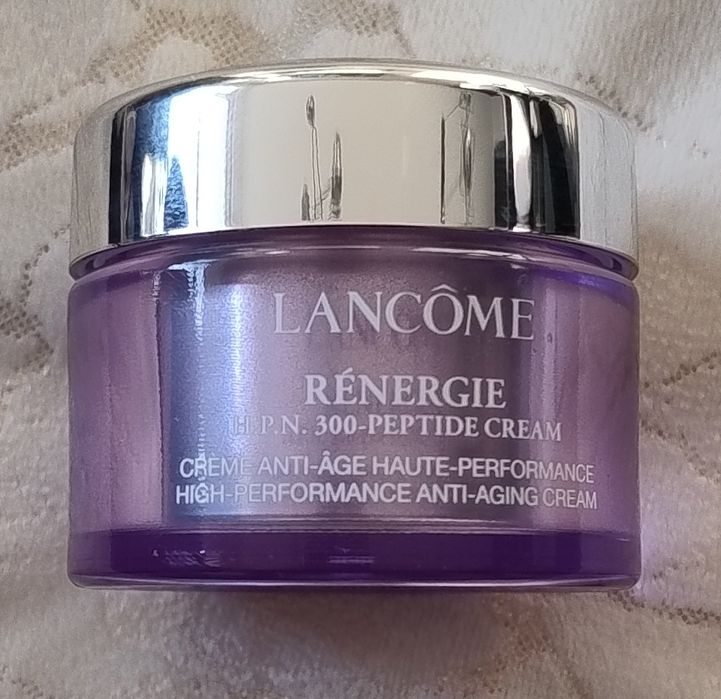 LANCÔME
RÉNERGIE
H.P.N. 300-PEPTIDE CREAM
CRÈME ANTI-ÂGE HAUTE-PERFORMANCE
HIGH-PERFORMANCE ANTI-AGING CREAM